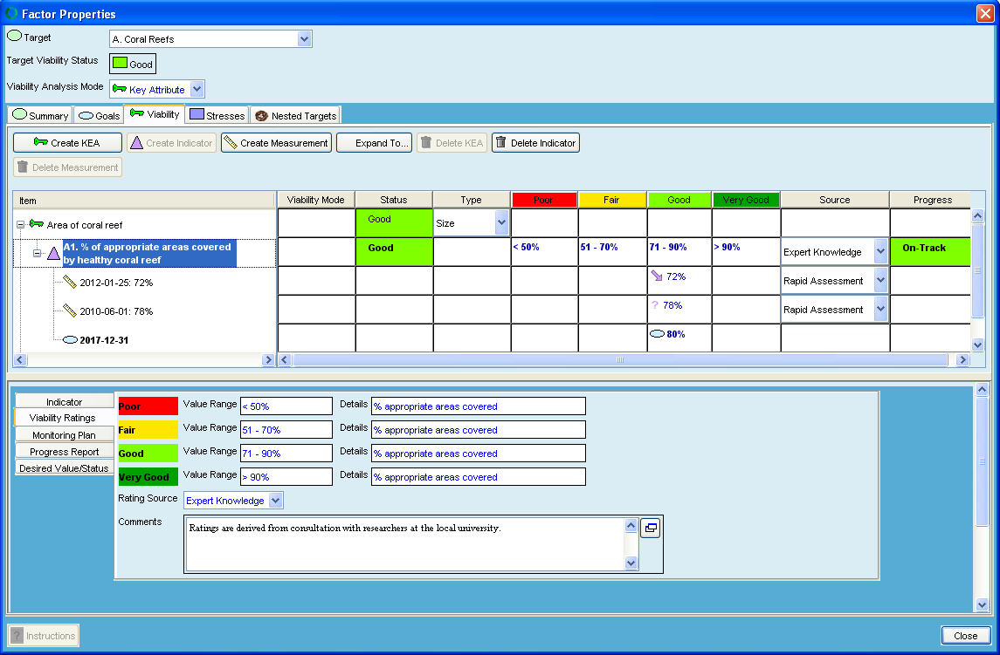 Factor Properties
Target
A. Coral Reefs
Target Viability Status
Good
Viability Analysis Mode
Key Attribute
Summary
Goals
Viability
Stresses
Nested Targets
Create KEA
Create Indicator
Create Measurement
Expand To...
Delete KEA
Delete Indicator
Delete Measurement
Item
Viability Mode
Status
Type
Poor
Fair
Good
Very Good
Source
Progress
Area of coral reef
Good
Size
A1. % of appropriate areas covered
by healthy coral reef
Good
< 50%
51 - 70%
71 - 90%
> 90%
Expert Knowledge
On-Track
2012-01-25: 72%
72%
Rapid Assessment
2010-06-01: 78%
? 78%
Rapid Assessment
2017-12-31
80%
Indicator
Viability Ratings
Monitoring Plan
Progress Report
Desired Value/Status
Poor
Value Range
< 50%
Details
% appropriate areas covered
Fair
Value Range
51 - 70%
Details
% appropriate areas covered
Good
Value Range
71 - 90%
Details
% appropriate areas covered
Very Good
Value Range
> 90%
Details
% appropriate areas covered
Rating Source
Expert Knowledge
Comments
Ratings are derived from consultation with researchers at the local university.
? Instructions
Close